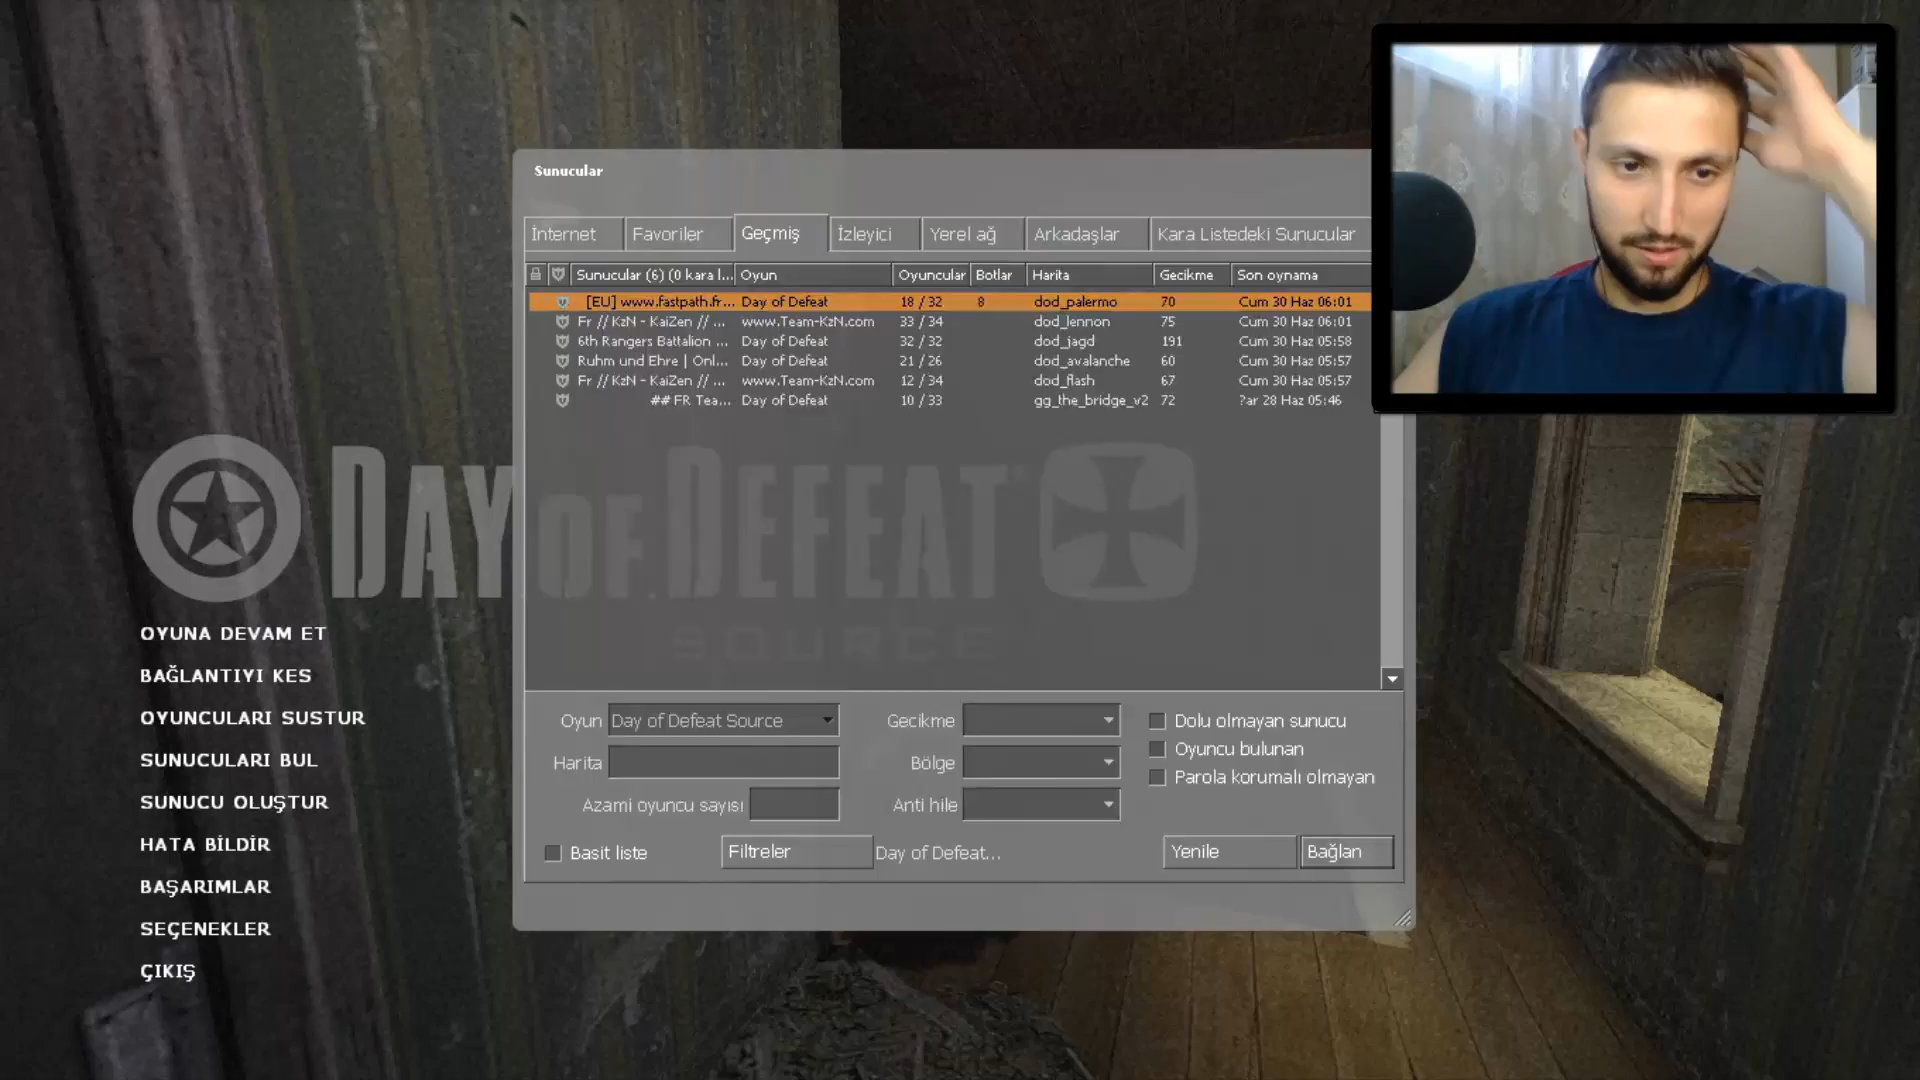 Sunucular
İnternet Favoriler Geçmiş İzleyici Yerel ağ Arkadaşlar Kara Listedeki Sunucular
Sunucular (6) (0 kara l... Oyun Oyuncular Botlar Harita Gecikme Son oynama
[EU] www.fastpath.fr... Day of Defeat 18 / 32 8 dod_palermo 70 Cum 30 Haz 06:01
Fr // KzN - KaiZen // ... www.Team-KzN.com 33 / 34 dod_lennon 75 Cum 30 Haz 06:01
6th Rangers Battalion ... Day of Defeat 32 / 32 dod_jagd 191 Cum 30 Haz 05:58
Ruhm und Ehre | Onl... Day of Defeat 21 / 26 dod_avalanche 60 Cum 30 Haz 05:57
Fr // KzN - KaiZen // ... www.Team-KzN.com 12 / 34 dod_flash 67 Cum 30 Haz 05:57
## FR Tea... Day of Defeat 10 / 33 gg_the_bridge_v2 72 ?ar 28 Haz 05:46
DAY OF DEFEAT
SOURCE
OYUNA DEVAM ET
BAĞLANTIYI KES
OYUNCULARI SUSTUR
SUNUCULARI BUL
SUNUCU OLUŞTUR
HATA BİLDİR
BAŞARIMLAR
SEÇENEKLER
ÇIKIŞ
Oyun Day of Defeat Source Gecikme Dolu olmayan sunucu
Oyuncu bulunan
Harita Bölge
Parola korumalı olmayan
Azami oyuncu sayısı Anti hile
Basit liste Filtreler Day of Defeat... Yenile Bağlan